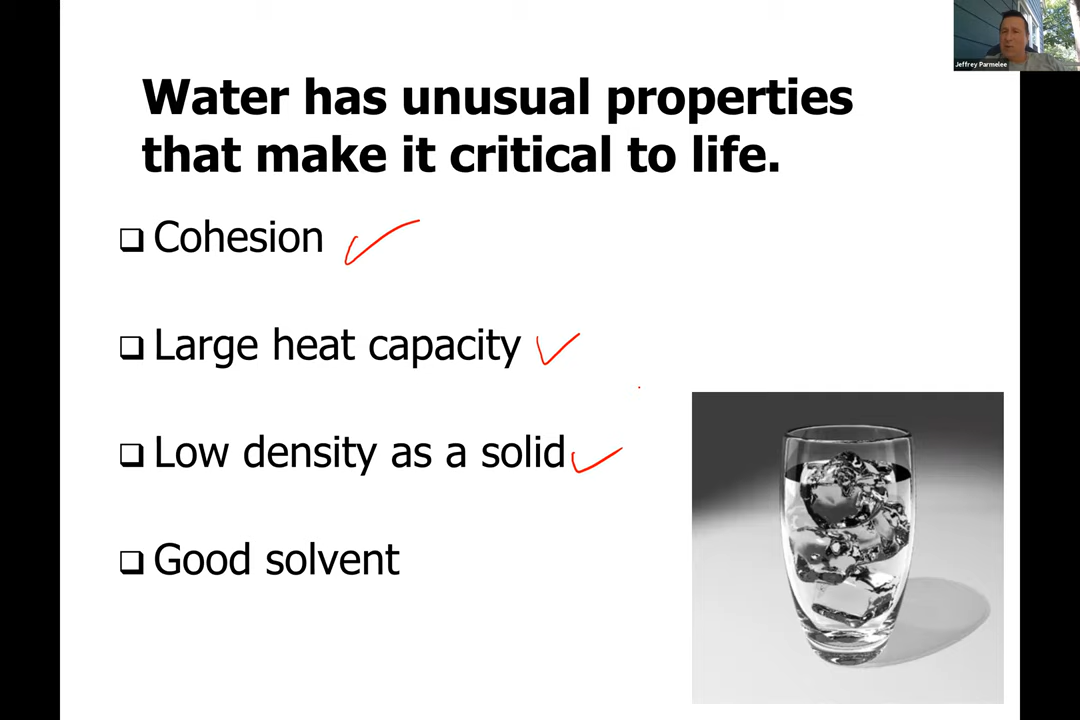 Jeffrey Parmelee
Water has unusual properties
that make it critical to life.
Cohesion
Large heat capacity
Low density as a solid
Good solvent